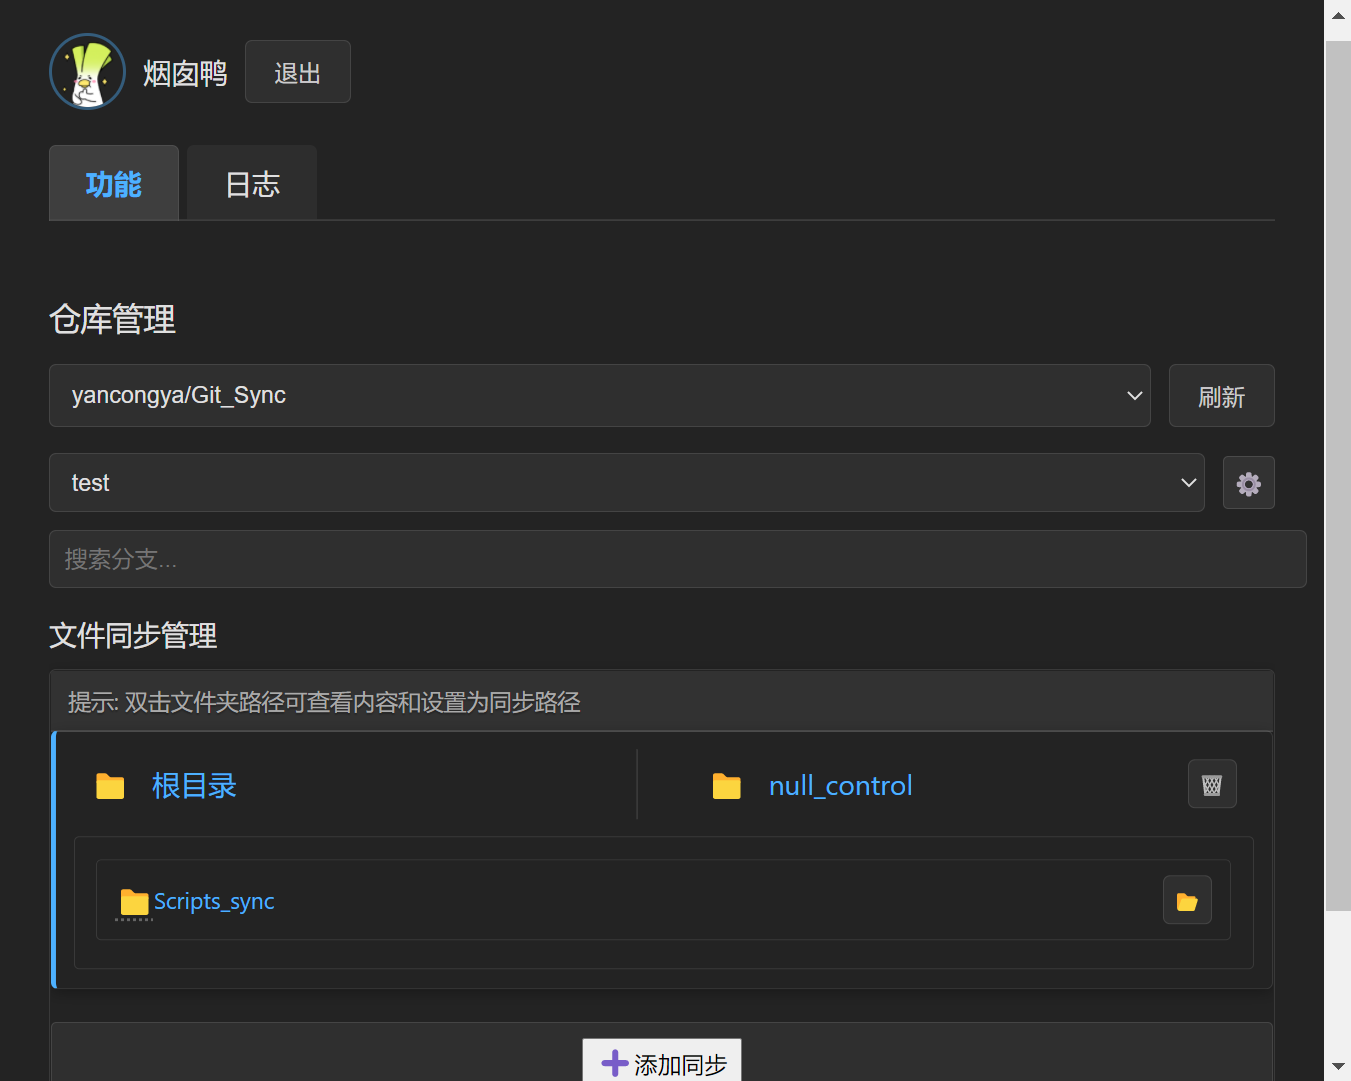 烟囱鸭
退出
功能
日志
仓库管理
yancongya/Git_Sync
刷新
test
搜索分支...
文件同步管理
提示: 双击文件夹路径可查看内容和设置为同步路径
根目录
null_control
Scripts_sync
添加同步